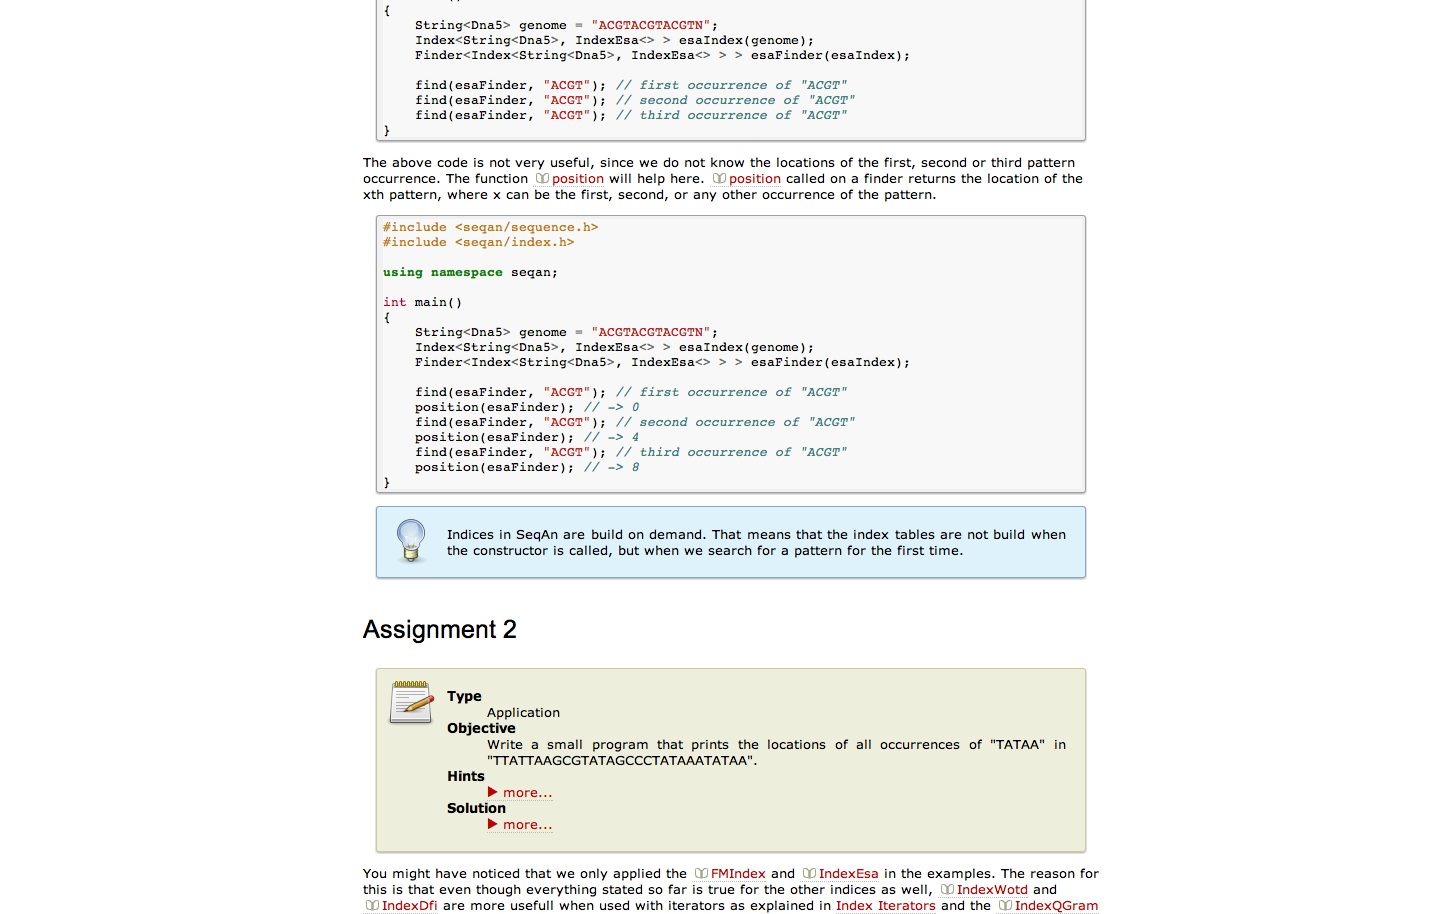 {
    String<Dna5> genome = "ACGTACGTACGTN";
    Index<String<Dna5>, IndexEsa<> > esaIndex(genome);
    Finder<Index<String<Dna5>, IndexEsa<> > > esaFinder(esaIndex);
    find(esaFinder, "ACGT"); // first occurrence of "ACGT"
    find(esaFinder, "ACGT"); // second occurrence of "ACGT"
    find(esaFinder, "ACGT"); // third occurrence of "ACGT"
}
The above code is not very useful, since we do not know the locations of the first, second or third pattern
occurrence. The function position will help here. position called on a finder returns the location of the
xth pattern, where x can be the first, second, or any other occurrence of the pattern.
#include <seqan/sequence.h>
#include <seqan/index.h>
using namespace seqan;
int main()
{
    String<Dna5> genome = "ACGTACGTACGTN";
    Index<String<Dna5>, IndexEsa<> > esaIndex(genome);
    Finder<Index<String<Dna5>, IndexEsa<> > > esaFinder(esaIndex);
    find(esaFinder, "ACGT"); // first occurrence of "ACGT"
    position(esaFinder); // -> 0
    find(esaFinder, "ACGT"); // second occurrence of "ACGT"
    position(esaFinder); // -> 4
    find(esaFinder, "ACGT"); // third occurrence of "ACGT"
    position(esaFinder); // -> 8
}
Indices in SeqAn are build on demand. That means that the index tables are not build when
the constructor is called, but when we search for a pattern for the first time.
Assignment 2
Type
Application
Objective
Write a small program that prints the locations of all occurrences of "TATAA" in
"TTATTAAGCGTATAGCCCTATAAATATAA".
Hints
more...
Solution
more...
You might have noticed that we only applied the FMIndex and IndexEsa in the examples. The reason for
this is that even though everything stated so far is true for the other indices as well, IndexWotd and
IndexDfi are more usefull when used with iterators as explained in Index Iterators and the IndexQGram